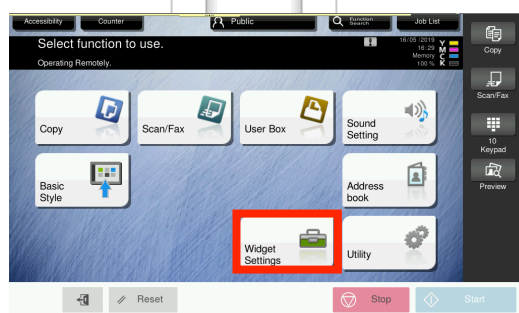 Accessibility
Counter
Public
Function
Search
Job List
Select function to use.
Operating Remotely.
16/05/2019
16:29
Memory
100 %
Y
M
C
K
Copy
Scan/Fax
User Box
Sound
Setting
Basic
Style
Address
book
Widget
Settings
Utility
Copy
Scan/Fax
10
Keypad
Preview
Reset
Stop
Start